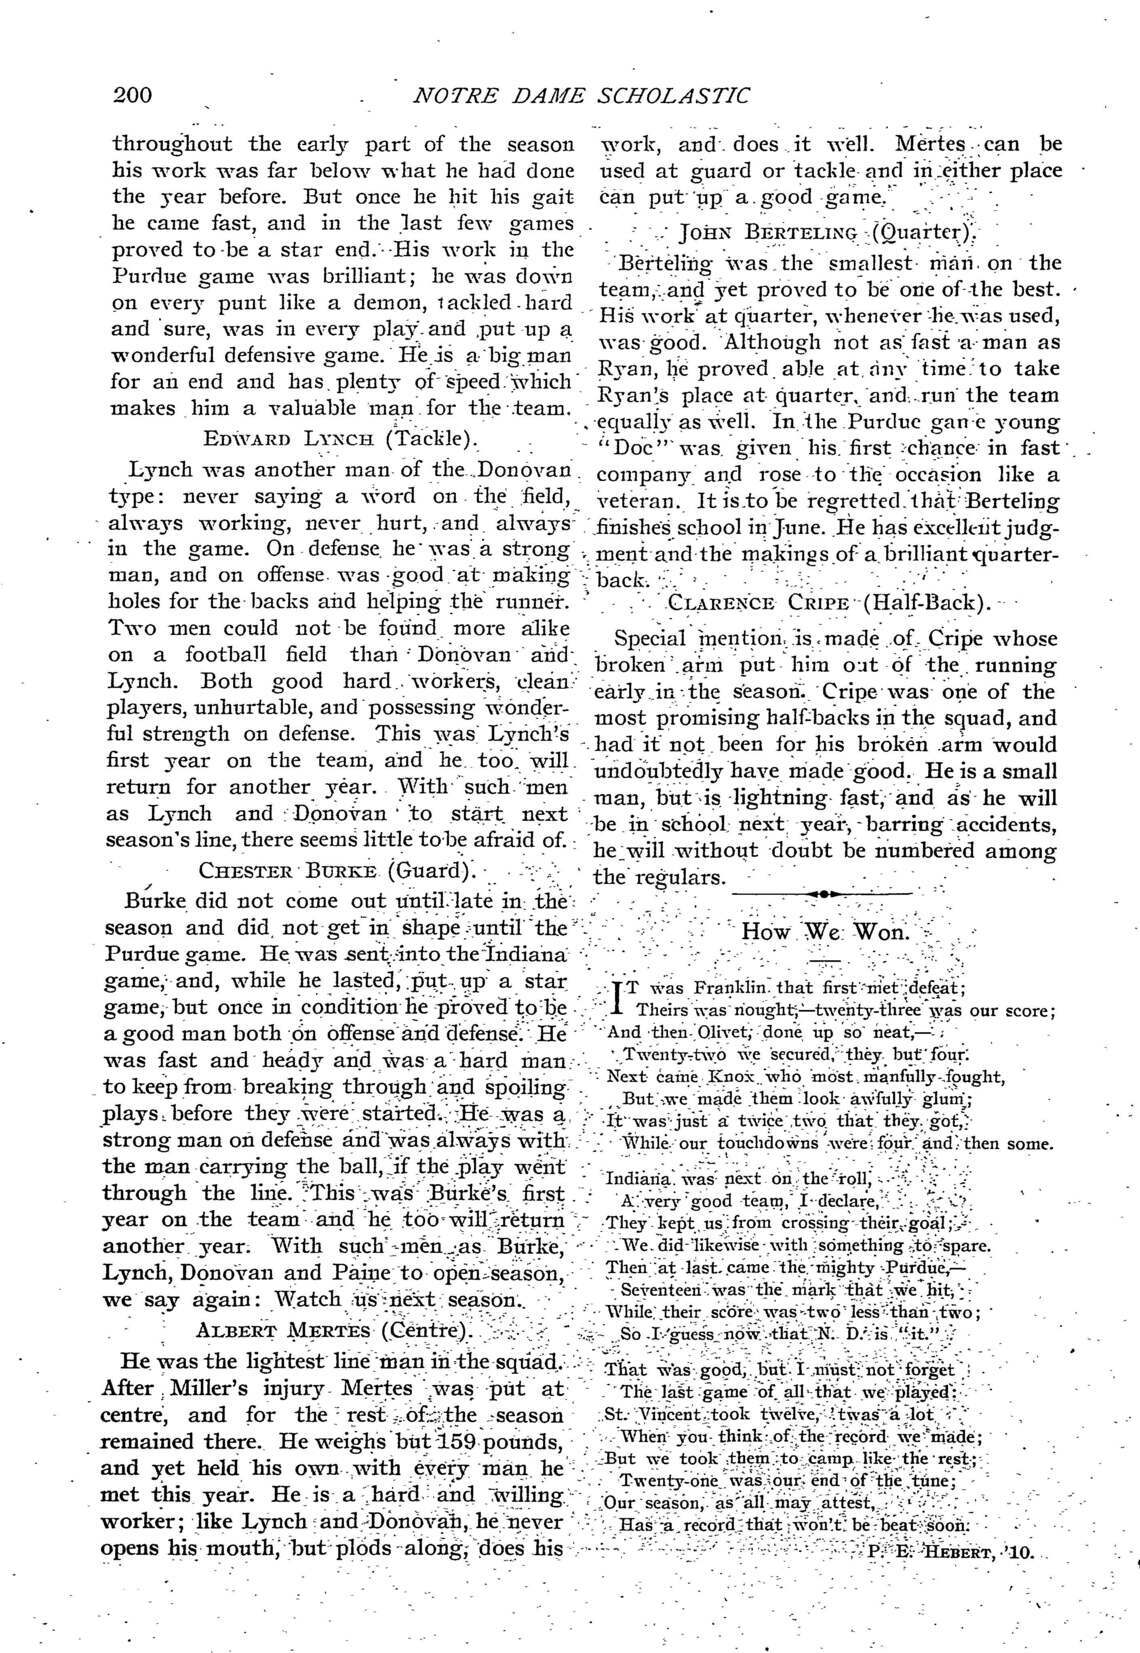 200
NOTRE DAME SCHOLASTIC
throughout the early part of the season
his work was far below what he had done
the year before. But once he hit his gait
he came fast, and in the last few games
proved to be a star end. His work in the
Purdue game was brilliant; he was down
on every punt like a demon, tackled hard
and sure, was in every play and put up a
wonderful defensive game. He is a big man
for an end and has plenty of speed which
makes him a valuable man for the team.
EDWARD LYNCH (Tackle).
Lynch was another man of the Donovan
type: never saying a word on the field,
always working, never hurt, and always
in the game. On defense he was a strong
man, and on offense was good at making
holes for the backs and helping the runner.
Two men could not be found more alike
on a football field than Donovan and
Lynch. Both good hard workers, clean
players, unhurtable, and possessing wonder-
ful strength on defense. This was Lynch's
first year on the team, and he too will
return for another year. With such men
as Lynch and Donovan to start next
season's line, there seems little to be afraid of.
CHESTER BURKE (Guard).
Burke did not come out until late in the
season and did not get in shape until the
Purdue game. He was sent into the Indiana
game, and, while he lasted, put up a star
game, but once in condition he proved to be
a good man both on offense and defense. He
was fast and heady and was a hard man
to keep from breaking through and spoiling
plays before they were started. He was a
strong man on defense and was always with
the man carrying the ball, if the play went
through the line. This was Burke's first
year on the team and he too will return
another year. With such men as Burke,
Lynch, Donovan and Paine to open season,
we say again: Watch us next season.
ALBERT MERTES (Centre).
He was the lightest line man in the squad.
After Miller's injury Mertes was put at
centre, and for the rest of the season
remained there. He weighs but 159 pounds,
and yet held his own with every man he
met this year. He is a hard and willing
worker; like Lynch and Donovan, he never
opens his mouth, but plods along, does his
work, and does it well. Mertes can be
used at guard or tackle and in either place
can put up a good game.
JOHN BERTELING (Quarter).
Berteling was the smallest man on the
team, and yet proved to be one of the best.
His work at quarter, whenever he was used,
was good. Although not as fast a man as
Ryan, he proved able at any time to take
Ryan's place at quarter, and run the team
equally as well. In the Purdue game young
"Doc" was given his first chance in fast
company and rose to the occasion like a
veteran. It is to be regretted that Berteling
finishes school in June. He has excellent judg-
ment and the makings of a brilliant quarter-
back.
CLARENCE CRIPE (Half-Back).
Special mention is made of Cripe whose
broken arm put him out of the running
early in the season. Cripe was one of the
most promising half-backs in the squad, and
had it not been for his broken arm would
undoubtedly have made good. He is a small
man, but is lightning fast, and as he will
be in school next year, barring accidents,
he will without doubt be numbered among
the regulars.
How We Won.
IT was Franklin that first met defeat;
Theirs was nought,—twenty-three was our score;
And then Olivet, done up so neat,—
Twenty-two we secured, they but four.
Next came Knox who most manfully fought,
But we made them look awfully glum;
It was just a twice two that they got,
While our touchdowns were four and then some.
Indiana was next on the roll,
A very good team, I declare,
They kept us from crossing their goal;
We did likewise with something to spare.
Then at last came the mighty Purdue,—
Seventeen was the mark that we hit,
While their score was two less than two;
So I guess now that N. D. is "it."
That was good, but I must not forget
The last game of all that we played:
St. Vincent took twelve, 'twas a lot
When you think of the record we made;
But we took them to camp like the rest;
Twenty-one was our end of the tune;
Our season, as all may attest,
Has a record that won't be beat soon.
P. E. HEBERT, '10.